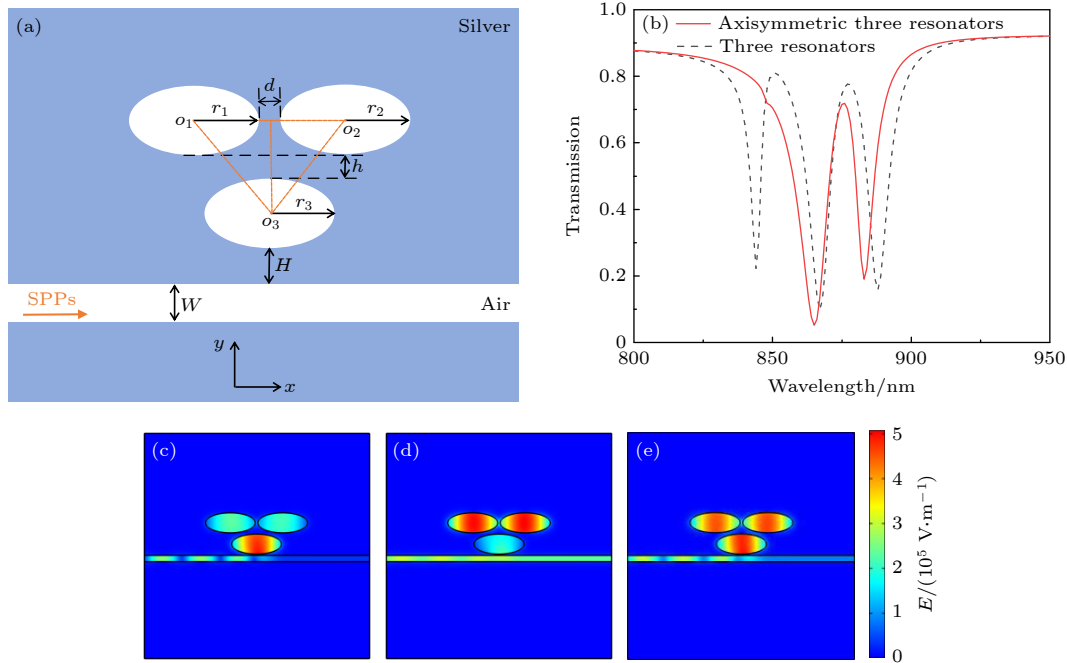 (a)
Silver
d
r1
r2
o1
o2
h
r3
o3
H
SPPs
W
Air
y
x
(b)
Axisymmetric three resonators
Three resonators
Transmission
1.0
0.8
0.6
0.4
0.2
0
800
850
900
950
Wavelength/nm
(c)
(d)
(e)
5
4
3
2
1
0
E/(10⁵ V·m⁻¹)